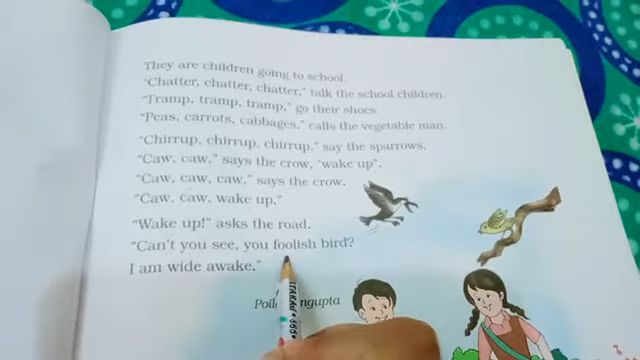 They are children going to school.
"Chatter, chatter, chatter," talk the school children.
"Tramp, tramp, tramp," go their shoes.
"Peas, carrots, cabbages," calls the vegetable man.
"Chirrup, chirrup, chirrup," say the sparrows.
"Caw, caw," says the crow, "wake up".
"Caw, caw, caw," says the crow.
"Caw, caw, wake up."
"Wake up!" asks the road.
"Can't you see, you foolish bird?
I am wide awake."